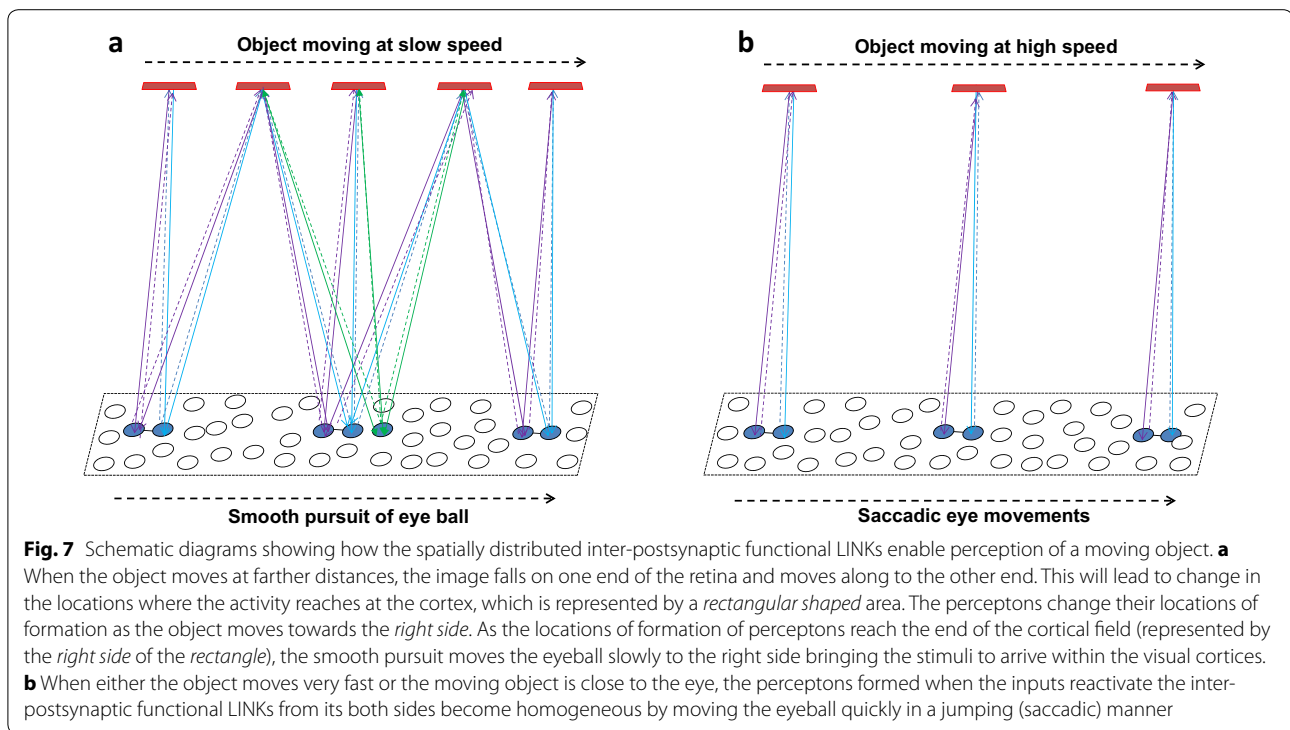 a
Object moving at slow speed
b
Object moving at high speed
Smooth pursuit of eye ball
Saccadic eye movements
Fig. 7 Schematic diagrams showing how the spatially distributed inter-postsynaptic functional LINKs enable perception of a moving object. a
When the object moves at farther distances, the image falls on one end of the retina and moves along to the other end. This will lead to change in
the locations where the activity reaches at the cortex, which is represented by a rectangular shaped area. The perceptons change their locations of
formation as the object moves towards the right side. As the locations of formation of perceptons reach the end of the cortical field (represented by
the right side of the rectangle), the smooth pursuit moves the eyeball slowly to the right side bringing the stimuli to arrive within the visual cortices.
b When either the object moves very fast or the moving object is close to the eye, the perceptons formed when the inputs reactivate the inter-
postsynaptic functional LINKs from its both sides become homogeneous by moving the eyeball quickly in a jumping (saccadic) manner